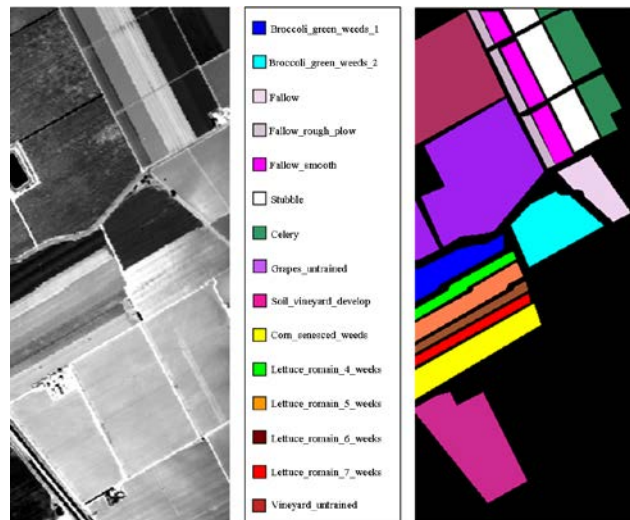 Broccoli_green_weeds_1
Broccoli_green_weeds_2
Fallow
Fallow_rough_plow
Fallow_smooth
Stubble
Celery
Grapes_untrained
Soil_vineyard_develop
Corn_senesced_weeds
Lettuce_romain_4_weeks
Lettuce_romain_5_weeks
Lettuce_romain_6_weeks
Lettuce_romain_7_weeks
Vineyard_untrained